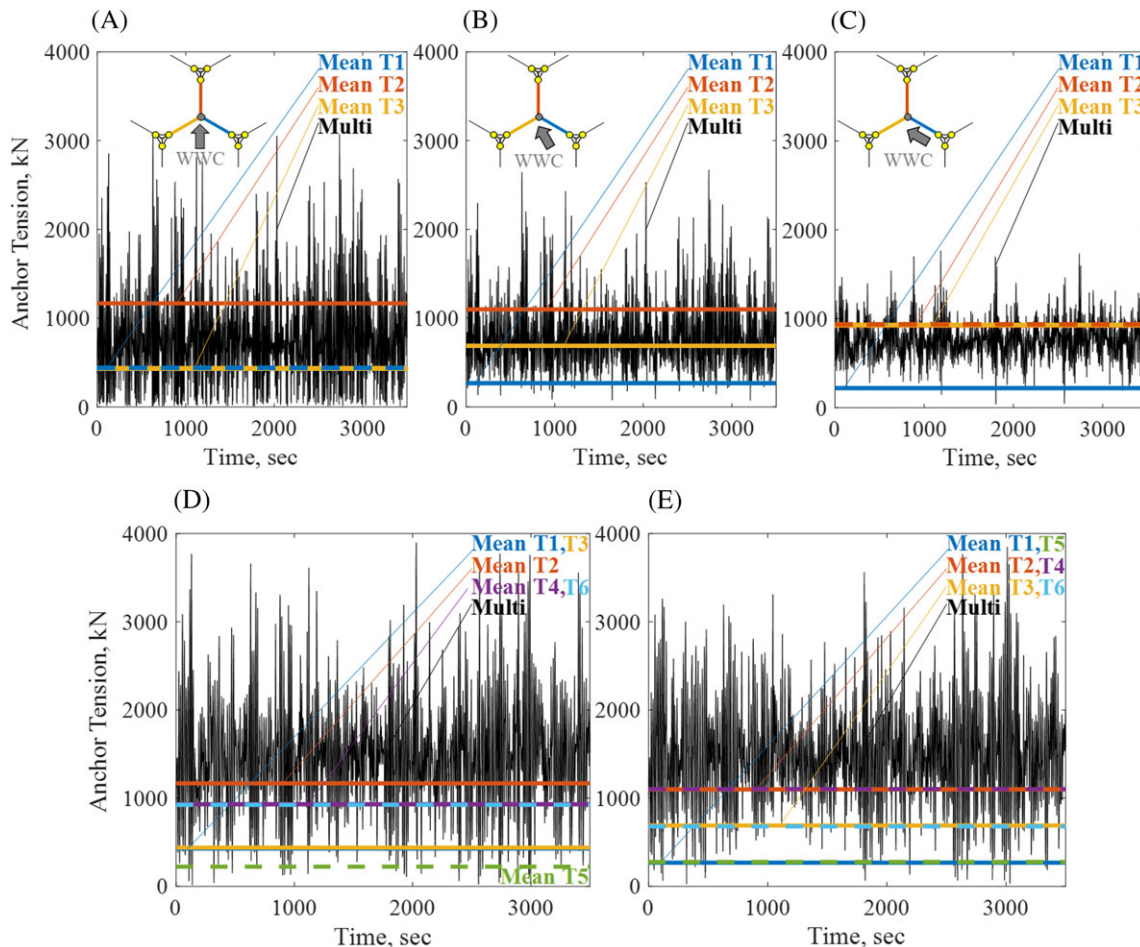 (A)
(B)
(C)
Anchor Tension, kN
4000
3000
2000
1000
0
Mean T1
Mean T2
Mean T3
Multi
WWC
0
1000
2000
3000
Time, sec
4000
3000
2000
1000
0
Mean T1
Mean T2
Mean T3
Multi
WWC
0
1000
2000
3000
Time, sec
4000
3000
2000
1000
0
Mean T1
Mean T2
Mean T3
Multi
WWC
0
1000
2000
3000
Time, sec
(D)
(E)
Anchor Tension, kN
4000
3000
2000
1000
0
Mean T1,T3
Mean T2
Mean T4,T6
Multi
Mean T5
0
1000
2000
3000
Time, sec
4000
3000
2000
1000
0
Mean T1,T5
Mean T2,T4
Mean T3,T6
Multi
0
1000
2000
3000
Time, sec